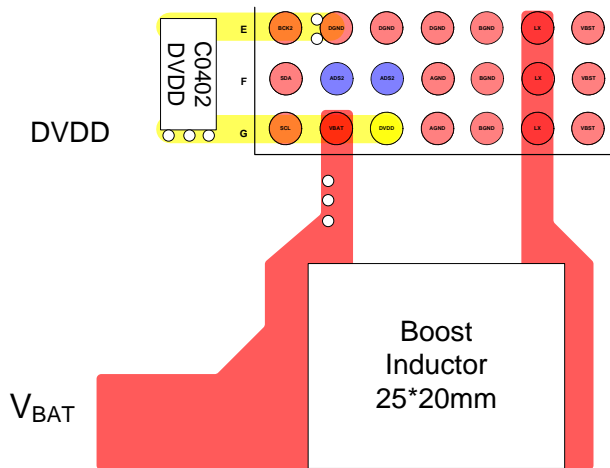 E BCK2 DGND DGND DGND BGND LX VBST
C0402
DVDD
F SDA ADS2 ADS2 AGND BGND LX VBST
DVDD
G SCL VBAT DVDD AGND BGND LX VBST
Boost
Inductor
25*20mm
VBAT